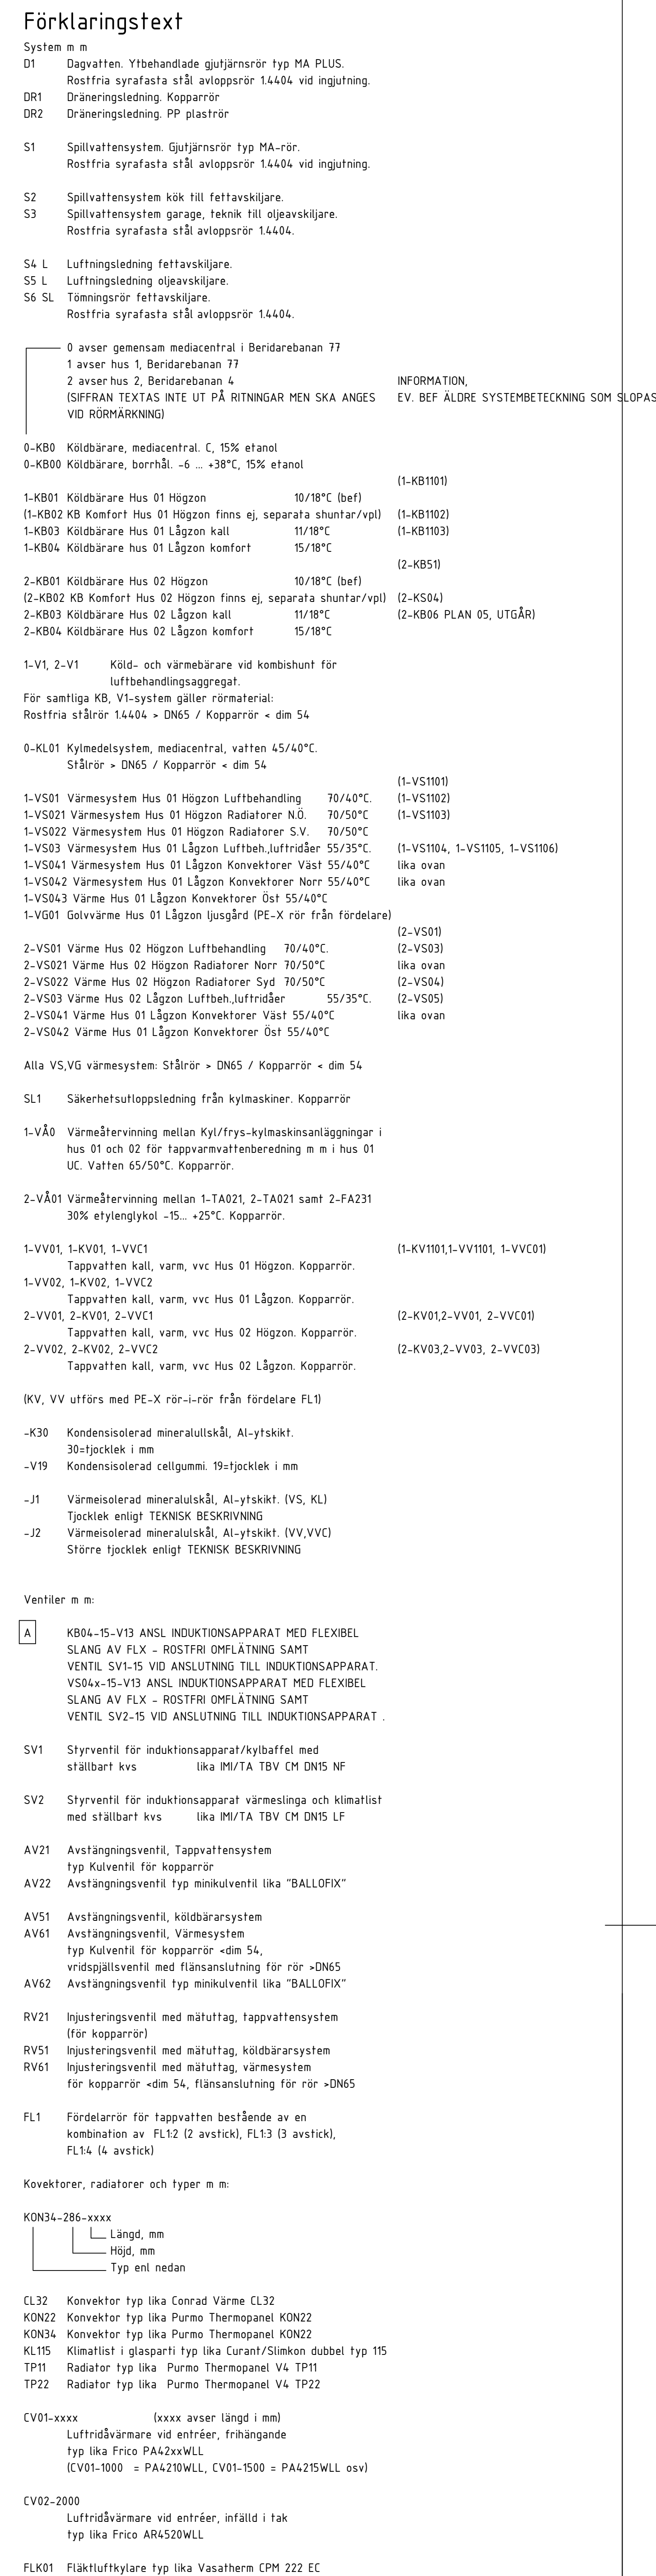 Förklaringstext
System m m
D1 Dagvatten. Ytbehandlade gjutjärnsrör typ MA PLUS.
Rostfria syrafasta stål avloppsrör 1.4404 vid ingjutning.
DR1 Dräneringsledning. Kopparrör
DR2 Dräneringsledning. PP plaströr
S1 Spillvattensystem. Gjutjärnsrör typ MA-rör.
Rostfria syrafasta stål avloppsrör 1.4404 vid ingjutning.
S2 Spillvattensystem kök till fettavskiljare.
S3 Spillvattensystem garage, teknik till oljeavskiljare.
Rostfria syrafasta stål avloppsrör 1.4404.
S4 L Luftningsledning fettavskiljare.
S5 L Luftningsledning oljeavskiljare.
S6 SL Tömningsrör fettavskiljare.
Rostfria syrafasta stål avloppsrör 1.4404.
0 avser gemensam mediacentral i Beridarebanan 77
1 avser hus 1, Beridarebanan 77
2 avser hus 2, Beridarebanan 4 INFORMATION,
(SIFFRAN TEXTAS INTE UT PÅ RITNINGAR MEN SKA ANGES EV. BEF ÄLDRE SYSTEMBETECKNING SOM SLOPAS
VID RÖRMÄRKNING)
0-KB0 Köldbärare, mediacentral. C, 15% etanol
0-KB00 Köldbärare, borrhål. -6 ... +38°C, 15% etanol
(1-KB1101)
1-KB01 Köldbärare Hus 01 Högzon 10/18°C (bef)
(1-KB02 KB Komfort Hus 01 Högzon finns ej, separata shuntar/vpl) (1-KB1102)
1-KB03 Köldbärare Hus 01 Lågzon kall 11/18°C (1-KB1103)
1-KB04 Köldbärare hus 01 Lågzon komfort 15/18°C
(2-KB51)
2-KB01 Köldbärare Hus 02 Högzon 10/18°C (bef)
(2-KB02 KB Komfort Hus 02 Högzon finns ej, separata shuntar/vpl) (2-KS04)
2-KB03 Köldbärare Hus 02 Lågzon kall 11/18°C (2-KB06 PLAN 05, UTGÅR)
2-KB04 Köldbärare Hus 02 Lågzon komfort 15/18°C
1-V1, 2-V1 Köld- och värmebärare vid kombishunt för
luftbehandlingsaggregat.
För samtliga KB, V1-system gäller rörmaterial:
Rostfria stålrör 1.4404 > DN65 / Kopparrör < dim 54
0-KL01 Kylmedelsystem, mediacentral, vatten 45/40°C.
Stålrör > DN65 / Kopparrör < dim 54
(1-VS1101)
1-VS01 Värmesystem Hus 01 Högzon Luftbehandling 70/40°C. (1-VS1102)
1-VS021 Värmesystem Hus 01 Högzon Radiatorer N.Ö. 70/50°C (1-VS1103)
1-VS022 Värmesystem Hus 01 Högzon Radiatorer S.V. 70/50°C
1-VS03 Värmesystem Hus 01 Lågzon Luftbeh.,luftridåer 55/35°C. (1-VS1104, 1-VS1105, 1-VS1106)
1-VS041 Värmesystem Hus 01 Lågzon Konvektorer Väst 55/40°C lika ovan
1-VS042 Värmesystem Hus 01 Lågzon Konvektorer Norr 55/40°C lika ovan
1-VS043 Värme Hus 01 Lågzon Konvektorer Öst 55/40°C
1-VG01 Golvvärme Hus 01 Lågzon ljusgård (PE-X rör från fördelare)
(2-VS01)
2-VS01 Värme Hus 02 Högzon Luftbehandling 70/40°C. (2-VS03)
2-VS021 Värme Hus 02 Högzon Radiatorer Norr 70/50°C lika ovan
2-VS022 Värme Hus 02 Högzon Radiatorer Syd 70/50°C (2-VS04)
2-VS03 Värme Hus 02 Lågzon Luftbeh.,luftridåer 55/35°C. (2-VS05)
2-VS041 Värme Hus 01 Lågzon Konvektorer Väst 55/40°C lika ovan
2-VS042 Värme Hus 01 Lågzon Konvektorer Öst 55/40°C
Alla VS,VG värmesystem: Stålrör > DN65 / Kopparrör < dim 54
SL1 Säkerhetsutloppsledning från kylmaskiner. Kopparrör
1-VÅ0 Värmeåtervinning mellan Kyl/frys-kylmaskinsanläggningar i
hus 01 och 02 för tappvarmvattenberedning m m i hus 01
UC. Vatten 65/50°C. Kopparrör.
2-VÅ01 Värmeåtervinning mellan 1-TA021, 2-TA021 samt 2-FA231
30% etylenglykol -15... +25°C. Kopparrör.
1-VV01, 1-KV01, 1-VVC1 (1-KV1101,1-VV1101, 1-VVC01)
Tappvatten kall, varm, vvc Hus 01 Högzon. Kopparrör.
1-VV02, 1-KV02, 1-VVC2
Tappvatten kall, varm, vvc Hus 01 Lågzon. Kopparrör.
2-VV01, 2-KV01, 2-VVC1 (2-KV01,2-VV01, 2-VVC01)
Tappvatten kall, varm, vvc Hus 02 Högzon. Kopparrör.
2-VV02, 2-KV02, 2-VVC2 (2-KV03,2-VV03, 2-VVC03)
Tappvatten kall, varm, vvc Hus 02 Lågzon. Kopparrör.
(KV, VV utförs med PE-X rör-i-rör från fördelare FL1)
-K30 Kondensisolerad mineralullskål, Al-ytskikt.
30=tjocklek i mm
-V19 Kondensisolerad cellgummi. 19=tjocklek i mm
-J1 Värmeisolerad mineralulskål, Al-ytskikt. (VS, KL)
Tjocklek enligt TEKNISK BESKRIVNING
-J2 Värmeisolerad mineralulskål, Al-ytskikt. (VV,VVC)
Större tjocklek enligt TEKNISK BESKRIVNING
Ventiler m m:
A KB04-15-V13 ANSL INDUKTIONSAPPARAT MED FLEXIBEL
SLANG AV FLX - ROSTFRI OMFLÄTNING SAMT
VENTIL SV1-15 VID ANSLUTNING TILL INDUKTIONSAPPARAT.
VS04x-15-V13 ANSL INDUKTIONSAPPARAT MED FLEXIBEL
SLANG AV FLX - ROSTFRI OMFLÄTNING SAMT
VENTIL SV2-15 VID ANSLUTNING TILL INDUKTIONSAPPARAT .
SV1 Styrventil för induktionsapparat/kylbaffel med
ställbart kvs lika IMI/TA TBV CM DN15 NF
SV2 Styrventil för induktionsapparat värmeslinga och klimatlist
med ställbart kvs lika IMI/TA TBV CM DN15 LF
AV21 Avstängningsventil, Tappvattensystem
typ Kulventil för kopparrör
AV22 Avstängningsventil typ minikulventil lika "BALLOFIX"
AV51 Avstängningsventil, köldbärarsystem
AV61 Avstängningsventil, Värmesystem
typ Kulventil för kopparrör <dim 54,
vridspjällsventil med flänsanslutning för rör >DN65
AV62 Avstängningsventil typ minikulventil lika "BALLOFIX"
RV21 Injusteringsventil med mätuttag, tappvattensystem
(för kopparrör)
RV51 Injusteringsventil med mätuttag, köldbärarsystem
RV61 Injusteringsventil med mätuttag, värmesystem
för kopparrör <dim 54, flänsanslutning för rör >DN65
FL1 Fördelarrör för tappvatten bestående av en
kombination av FL1:2 (2 avstick), FL1:3 (3 avstick),
FL1:4 (4 avstick)
Kovektorer, radiatorer och typer m m:
KON34-286-xxxx
Längd, mm
Höjd, mm
Typ enl nedan
CL32 Konvektor typ lika Conrad Värme CL32
KON22 Konvektor typ lika Purmo Thermopanel KON22
KON34 Konvektor typ lika Purmo Thermopanel KON22
KL115 Klimatlist i glasparti typ lika Curant/Slimkon dubbel typ 115
TP11 Radiator typ lika Purmo Thermopanel V4 TP11
TP22 Radiator typ lika Purmo Thermopanel V4 TP22
CV01-xxxx (xxxx avser längd i mm)
Luftridåvärmare vid entréer, frihängande
typ lika Frico PA42xxWLL
(CV01-1000 = PA4210WLL, CV01-1500 = PA4215WLL osv)
CV02-2000
Luftridåvärmare vid entréer, infälld i tak
typ lika Frico AR4520WLL
FLK01 Fläktluftkylare typ lika Vasatherm CPM 222 EC